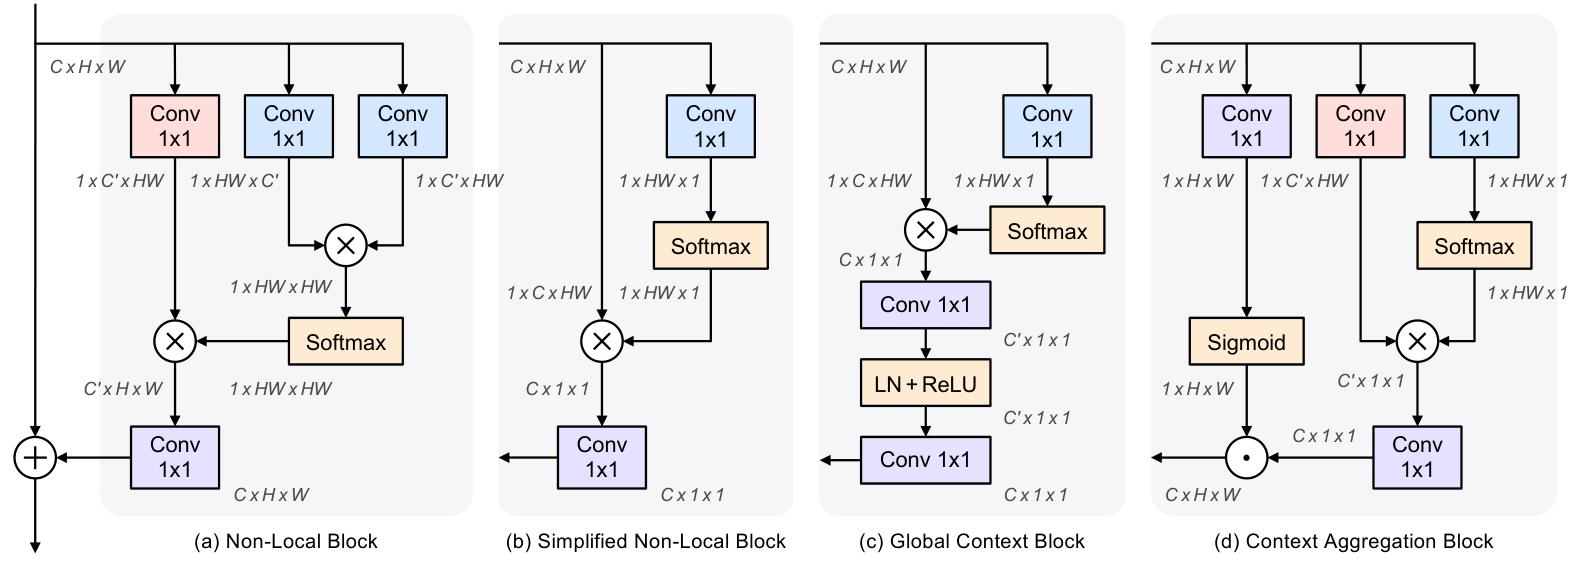 C x H x W
Conv
1x1
Conv
1x1
Conv
1x1
1 x C' x HW
1 x HW x C'
1 x C' x HW
1 x HW x HW
Softmax
C' x H x W
1 x HW x HW
Conv
1x1
C x H x W
(a) Non-Local Block
C x H x W
Conv
1x1
1 x HW x 1
Softmax
1 x C x HW
1 x HW x 1
C x 1 x 1
Conv
1x1
C x 1 x 1
(b) Simplified Non-Local Block
C x H x W
Conv
1x1
1 x C x HW
1 x HW x 1
Softmax
C x 1 x 1
Conv 1x1
C' x 1 x 1
LN + ReLU
C' x 1 x 1
Conv 1x1
C x 1 x 1
(c) Global Context Block
C x H x W
Conv
1x1
Conv
1x1
Conv
1x1
1 x H x W
1 x C' x HW
1 x HW x 1
Softmax
1 x HW x 1
Sigmoid
C' x 1 x 1
1 x H x W
C x 1 x 1
Conv
1x1
C x H x W
(d) Context Aggregation Block